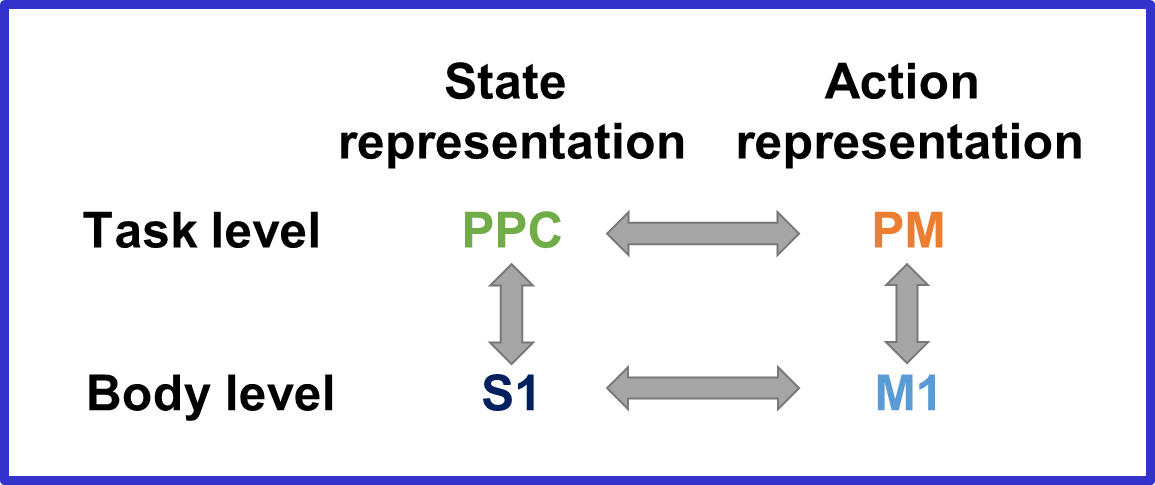 State
representation
Action
representation
Task level
PPC
PM
Body level
S1
M1